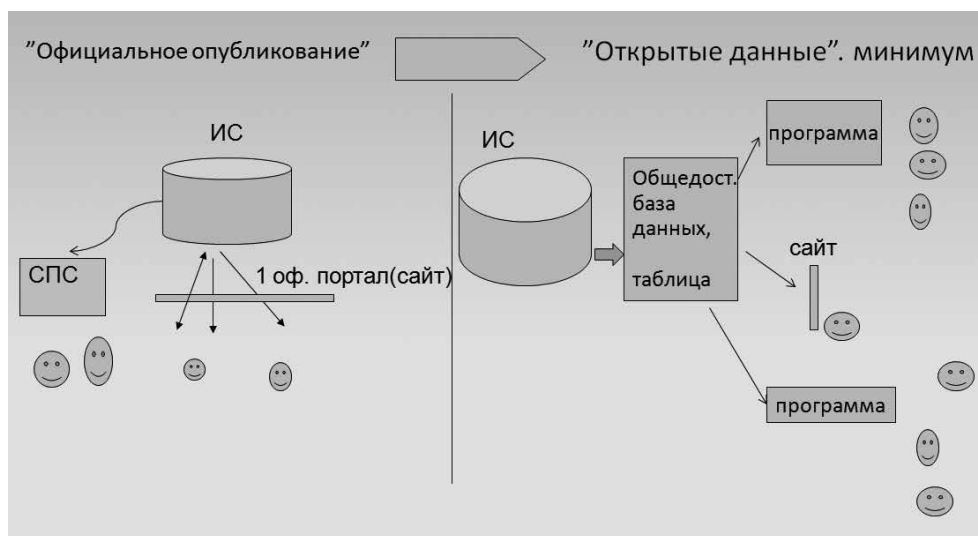 ”Официальное опубликование”
”Открытые данные”. минимум
ИС
СПС
1 оф. портал(сайт)
ИС
Общедост.
база
данных,
таблица
программа
сайт
программа